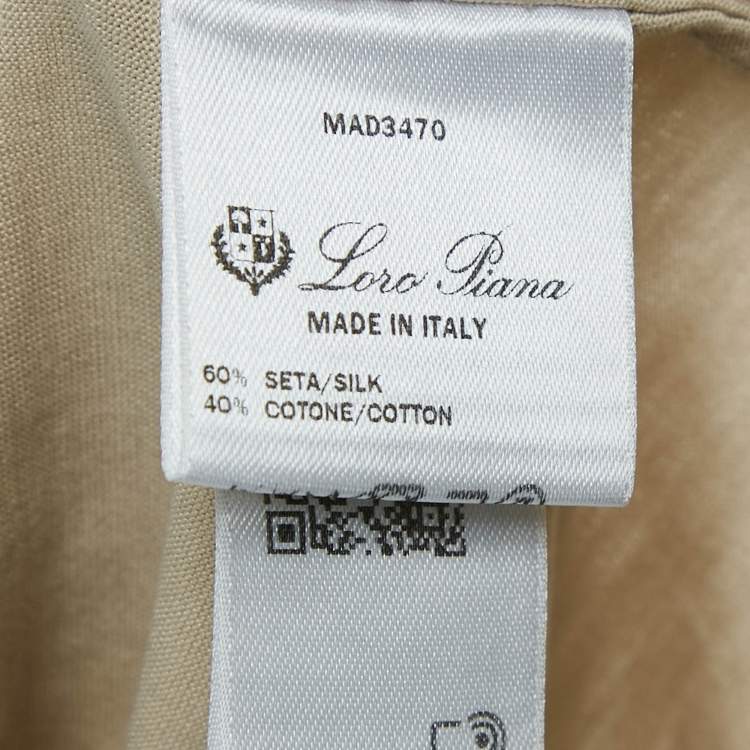 MAD3470
Loro Piana
MADE IN ITALY
60% SETA/SILK
40% COTONE/COTTON